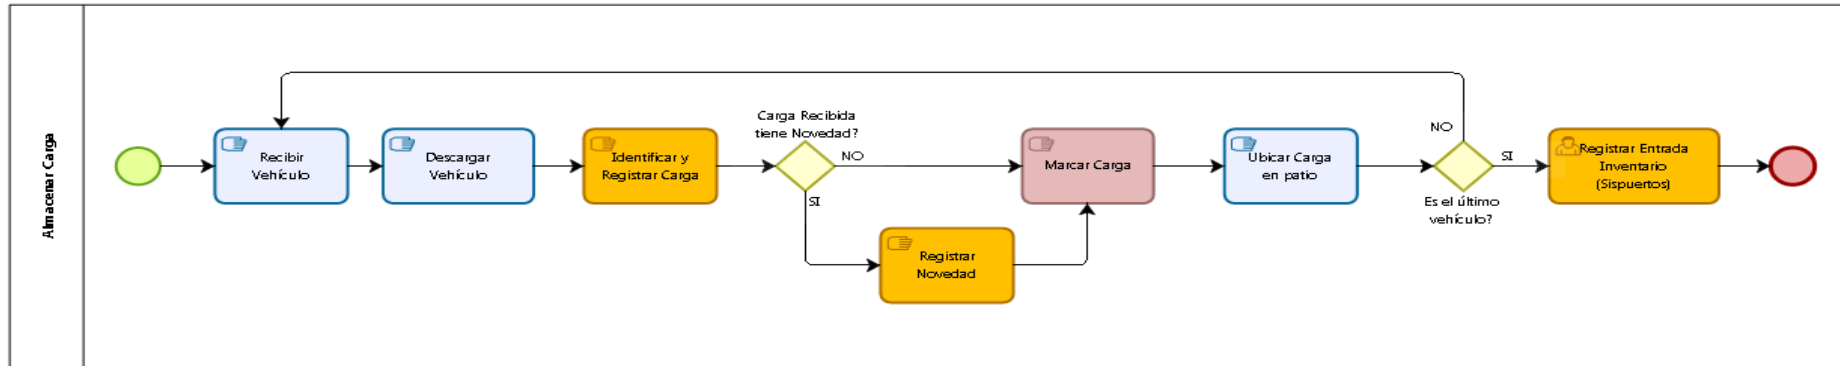 Almacenar Carga
Recibir
Vehículo
Descargar
Vehículo
Identificar y
Registrar Carga
Carga Recibida
tiene Novedad?
NO
SI
Registrar
Novedad
Marcar Carga
Ubicar Carga
en patio
NO
SI
Es el último
vehículo?
Registrar Entrada
Inventario
(Sispuertos)